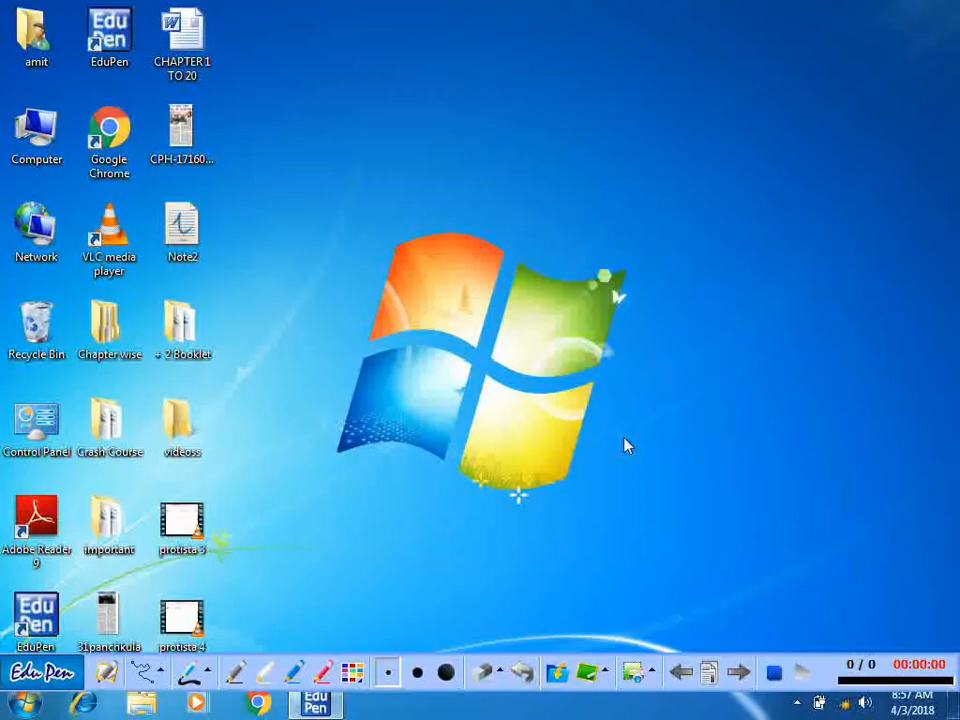 amit
Edu Pen
EduPen
CHAPTER 1
TO 20
Computer
Google
Chrome
CPH-17160...
Network
VLC media
player
Note2
Recycle Bin
Chapter wise
+ 2 Booklet
Control Panel
Crash Course
videoss
Adobe Reader
9
important
protista 3
Edu Pen
EduPen
31panchkula
protista 4
Edu Pen
0 / 0
00:00:00
Edu Pen
8:57 AM
4/3/2018